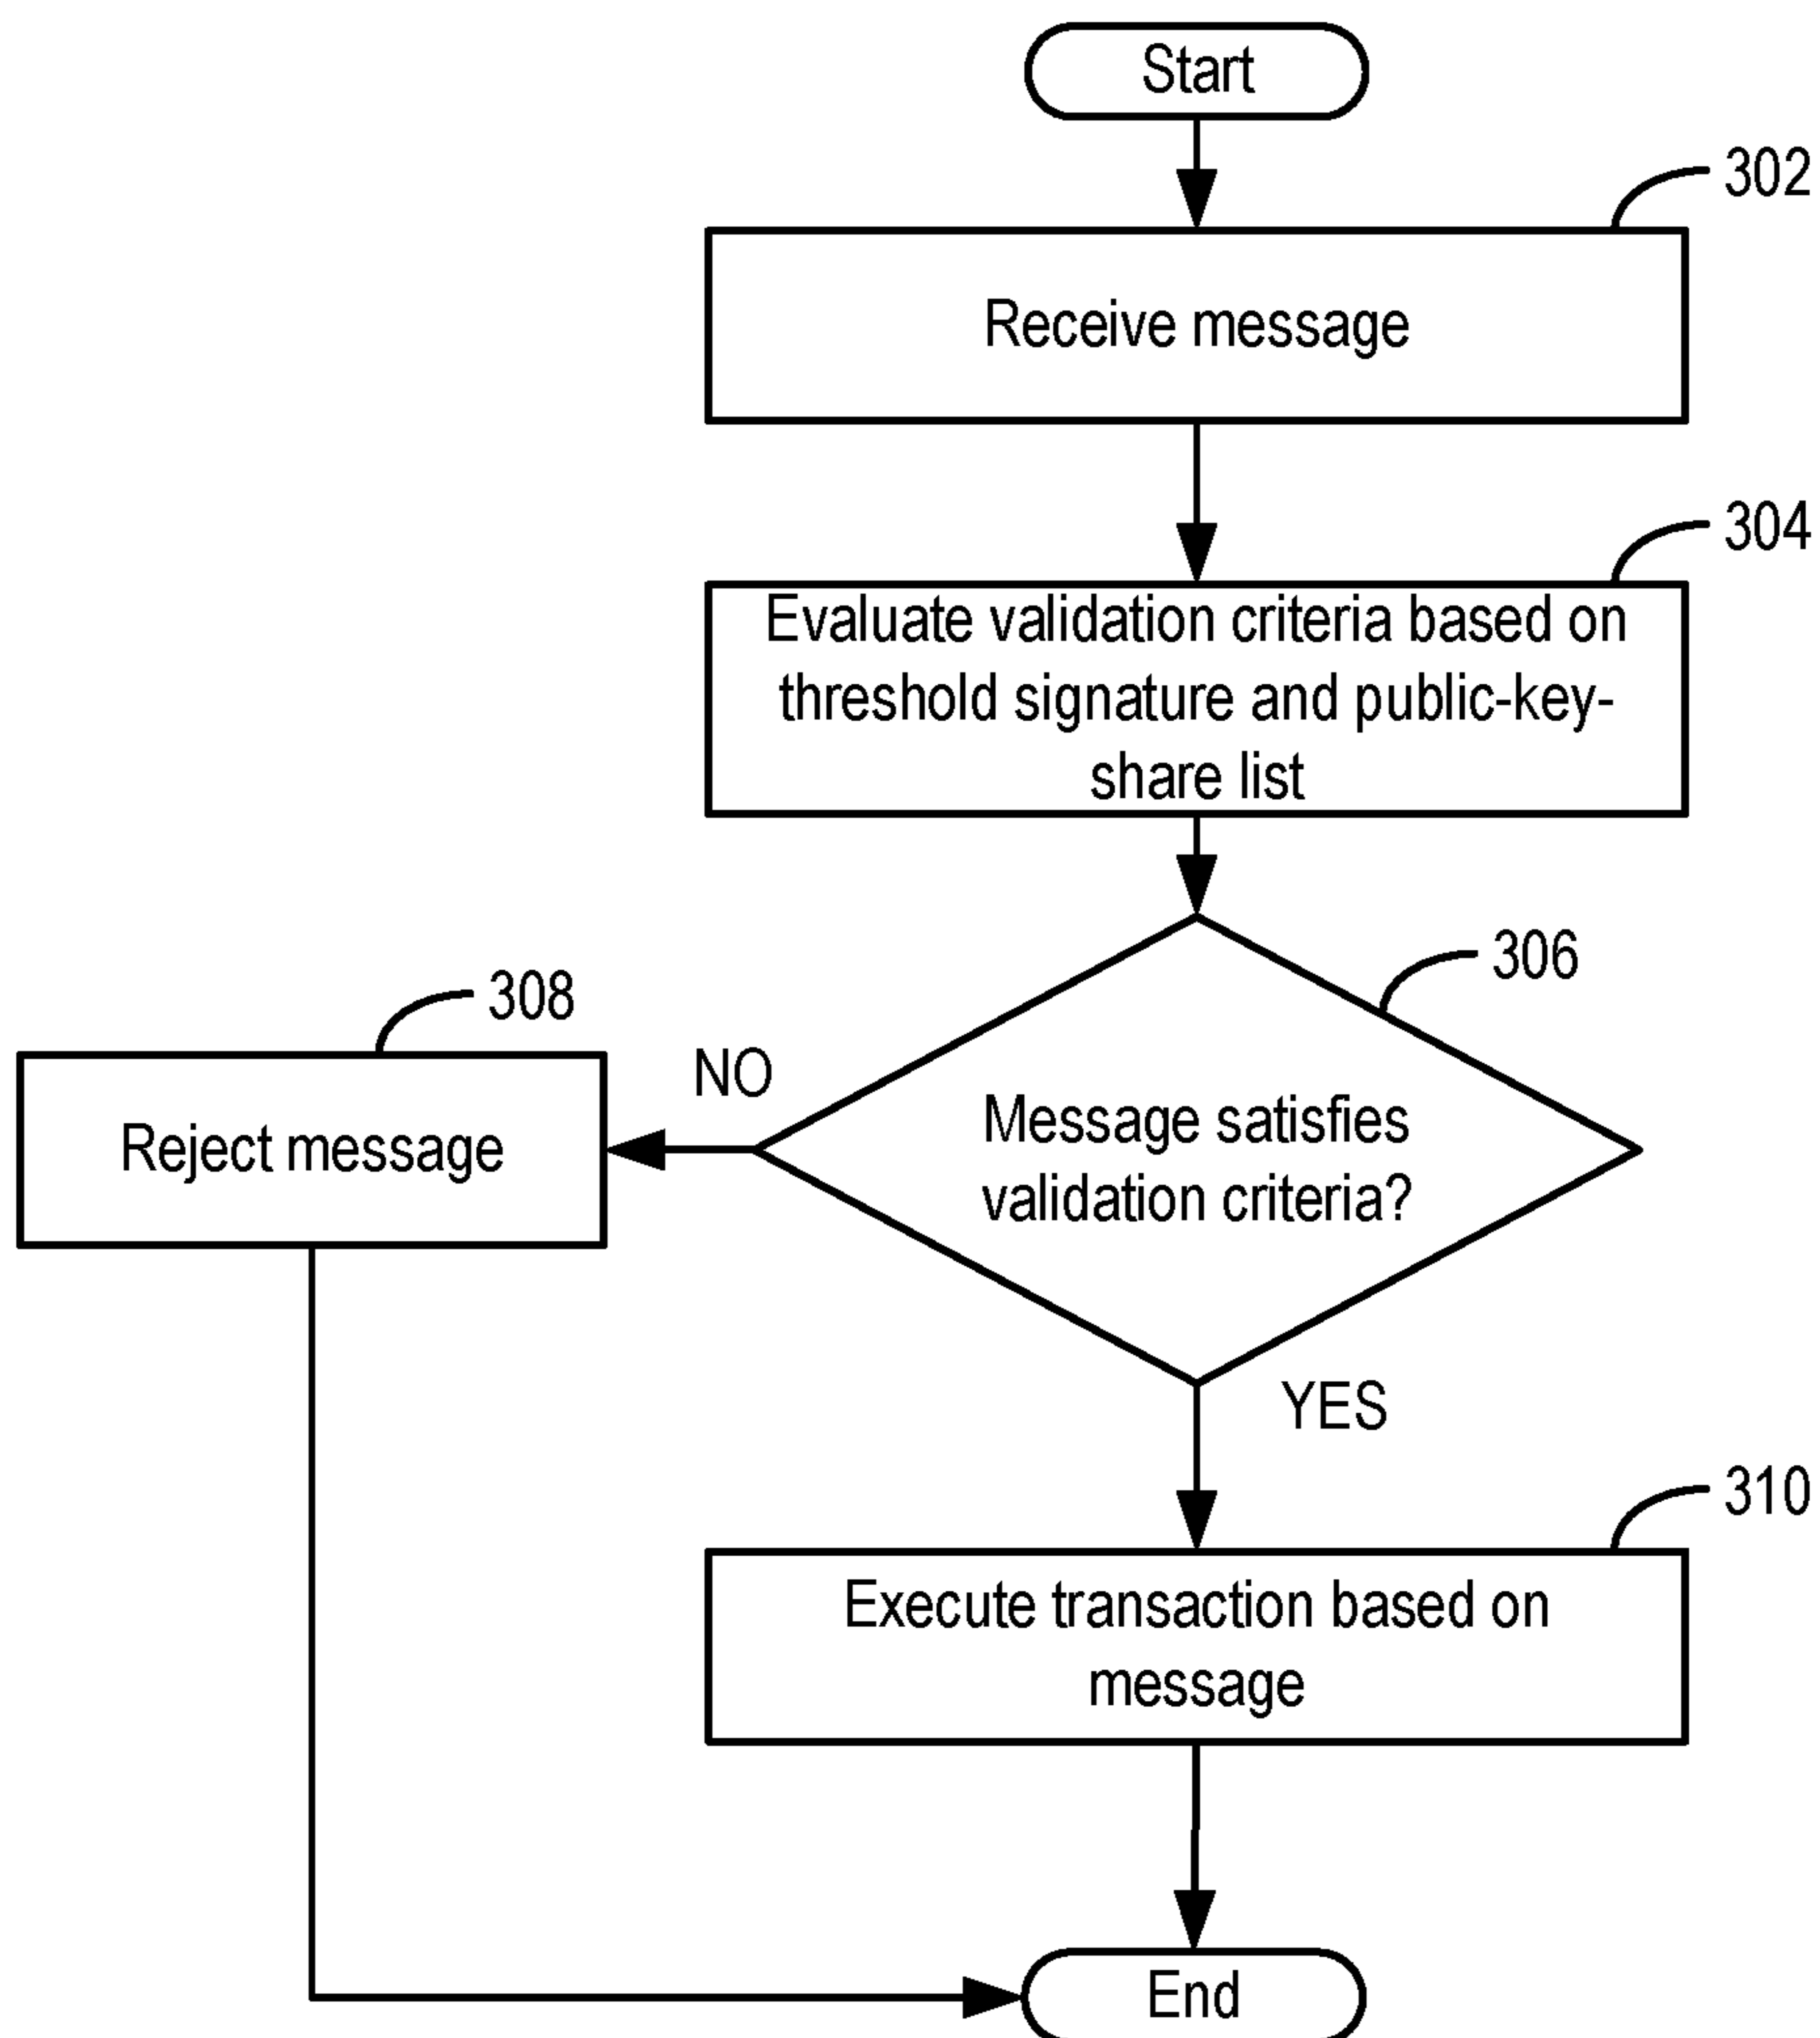 Start
302
Receive message
304
Evaluate validation criteria based on
threshold signature and public-key-
share list
306
308
NO
Message satisfies
validation criteria?
Reject message
YES
310
Execute transaction based on
message
End